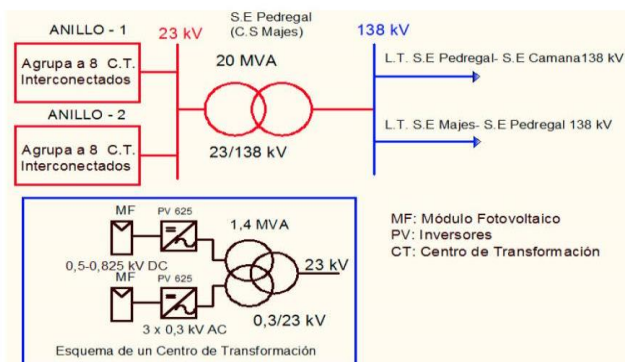 ANILLO - 1
Agrupa a 8 C.T.
Interconectados
ANILLO - 2
Agrupa a 8 C.T.
Interconectados
23 kV
S.E Pedregal
(C.S Majes)
20 MVA
23/138 kV
138 kV
L.T. S.E Pedregal- S.E Camana138 kV
L.T. S.E Majes- S.E Pedregal 138 kV
MF
PV 625
1,4 MVA
0,5-0,825 kV DC
MF
PV 625
23 kV
3 x 0,3 kV AC
0,3/23 kV
Esquema de un Centro de Transformación
MF: Módulo Fotovoltaico
PV: Inversores
CT: Centro de Transformación